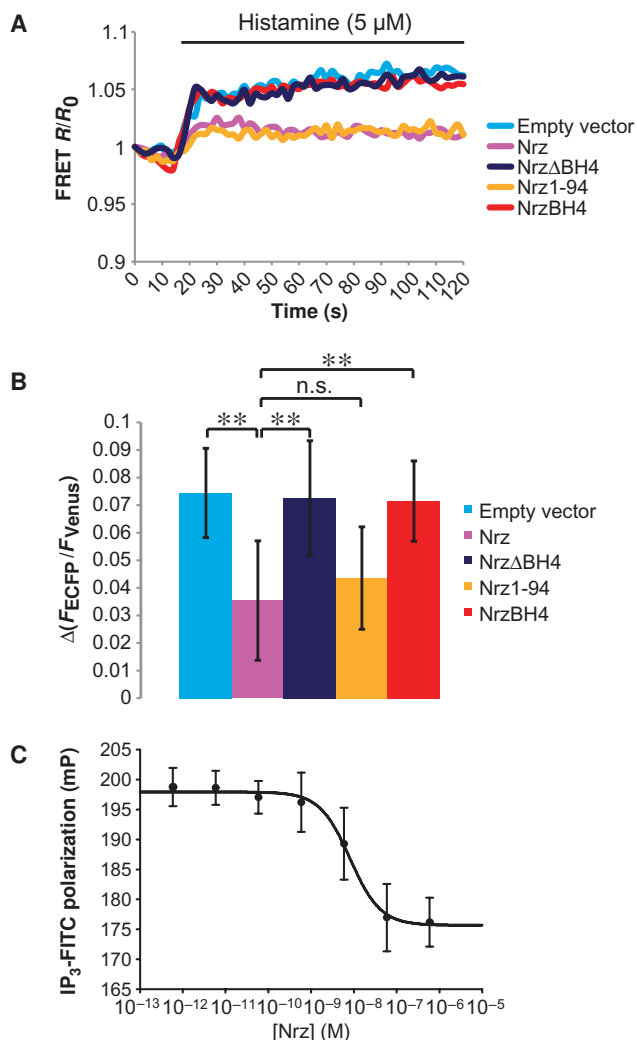 A
Histamine (5 µM)
FRET R/R0
1.1
1.05
1
0.95
0.9
0 10 20 30 40 50 60 70 80 90 100 110 120
Time (s)
Empty vector
Nrz
NrzΔBH4
Nrz1-94
NrzBH4
B
**
n.s.
** **
Δ(FECFP/FVenus)
0.1
0.09
0.08
0.07
0.06
0.05
0.04
0.03
0.02
0.01
0
Empty vector
Nrz
NrzΔBH4
Nrz1-94
NrzBH4
C
IP3-FITC polarization (mP)
205
200
195
190
185
180
175
170
165
10−13 10−12 10−11 10−10 10−9 10−8 10−7 10−6 10−5
[Nrz] (M)